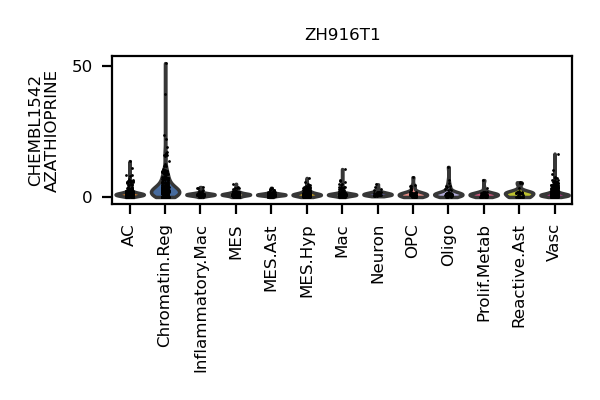 ZH916T1
CHEMBL1542
AZATHIOPRINE
50
0
AC
Chromatin.Reg
Inflammatory.Mac
MES
MES.Ast
MES.Hyp
Mac
Neuron
OPC
Oligo
Prolif.Metab
Reactive.Ast
Vasc